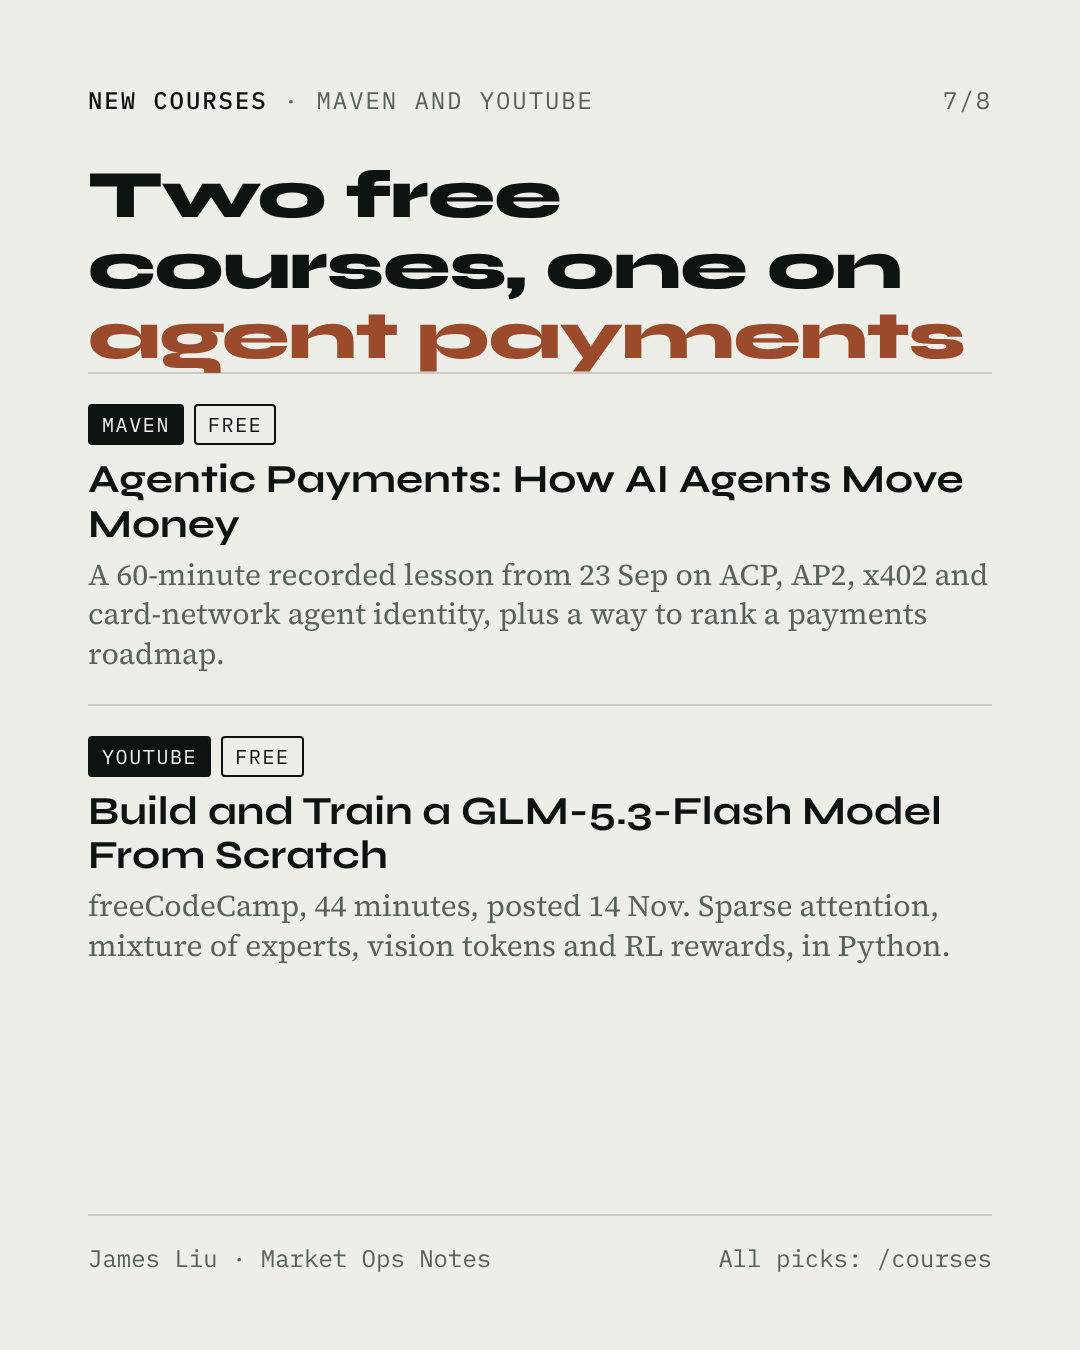 NEW COURSES · MAVEN AND YOUTUBE
7/8
Two free
courses, one on
agent payments
MAVEN
FREE
Agentic Payments: How AI Agents Move
Money
A 60-minute recorded lesson from 23 Sep on ACP, AP2, x402 and
card-network agent identity, plus a way to rank a payments
roadmap.
YOUTUBE
FREE
Build and Train a GLM-5.3-Flash Model
From Scratch
freeCodeCamp, 44 minutes, posted 14 Nov. Sparse attention,
mixture of experts, vision tokens and RL rewards, in Python.
James Liu · Market Ops Notes
All picks: /courses